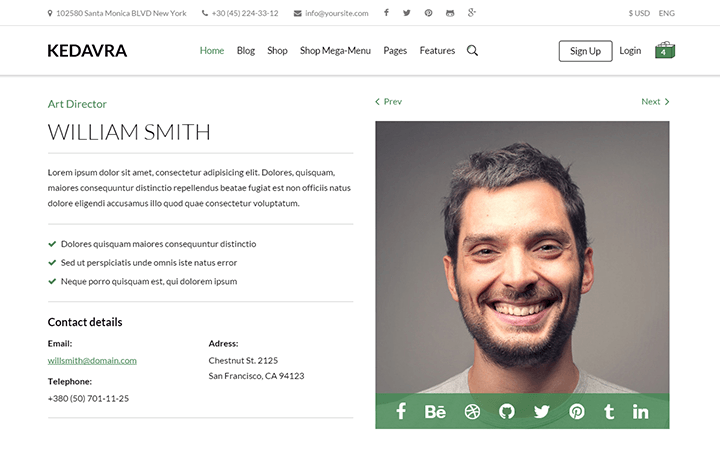 102580 Santa Monica BLVD New York +30 (45) 224-33-12 info@yoursite.com $ USD ENG
KEDAVRA Home Blog Shop Shop Mega-Menu Pages Features Sign Up Login 4
Art Director
WILLIAM SMITH
Lorem ipsum dolor sit amet, consectetur adipisicing elit. Dolores, quisquam,
maiores consequuntur distinctio repellendus beatae fugiat est non officiis natus
dolore eligendi accusamus illo quod quae consectetur voluptatum.
Dolores quisquam maiores consequuntur distinctio
Sed ut perspiciatis unde omnis iste natus error
Neque porro quisquam est, qui dolorem ipsum
Contact details
Email:
willsmith@domain.com
Telephone:
+380 (50) 701-11-25
Adress:
Chestnut St. 2125
San Francisco, CA 94123
Prev Next